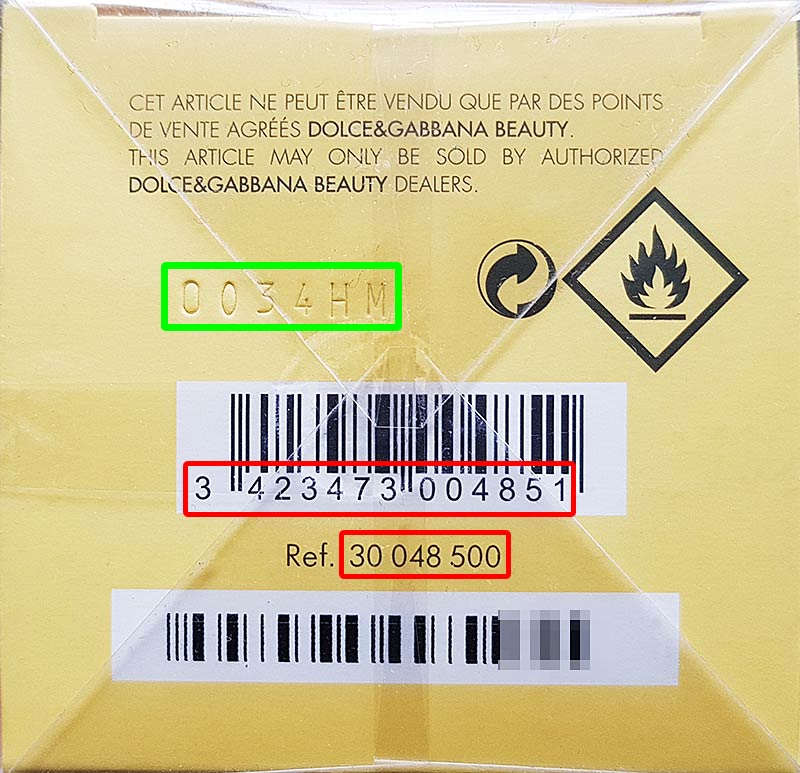 CET ARTICLE NE PEUT ÊTRE VENDU QUE PAR DES POINTS
DE VENTE AGRÉÉS DOLCE&GABBANA BEAUTY.
THIS ARTICLE MAY ONLY BE SOLD BY AUTHORIZED
DOLCE&GABBANA BEAUTY DEALERS.
0034HM
3 423473 004851
Ref. 30 048 500